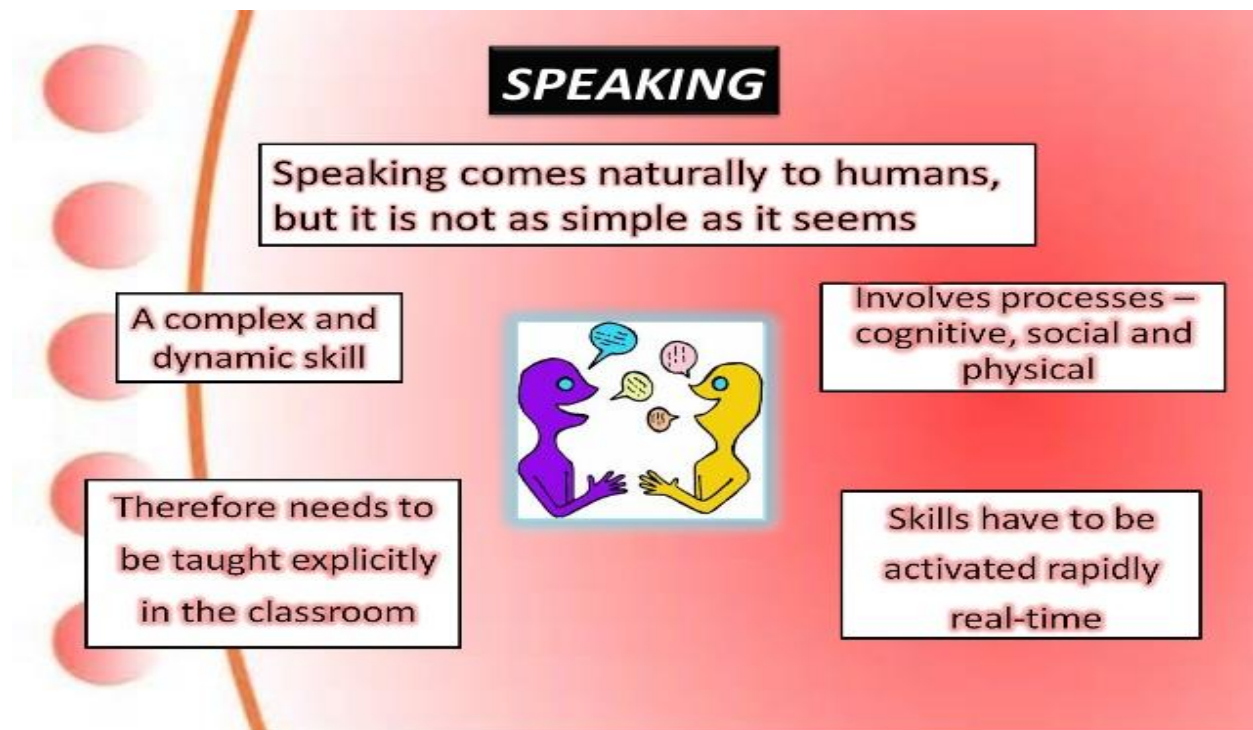 SPEAKING
Speaking comes naturally to humans,
but it is not as simple as it seems
A complex and
dynamic skill
Involves processes –
cognitive, social and
physical
Therefore needs to
be taught explicitly
in the classroom
Skills have to be
activated rapidly
real-time